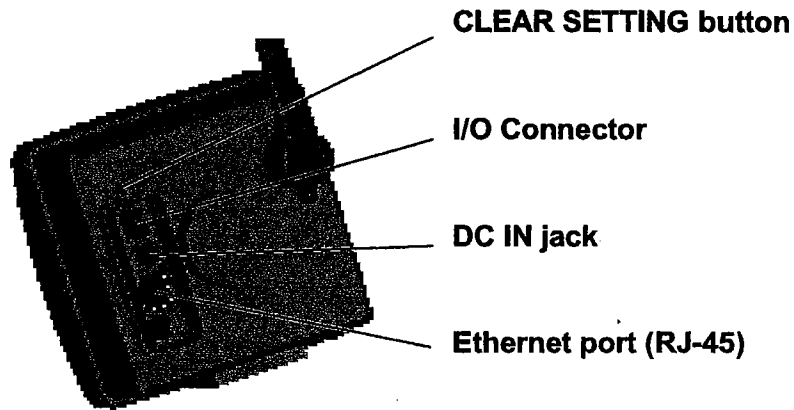 CLEAR SETTING button
I/O Connector
DC IN jack
Ethernet port (RJ-45)